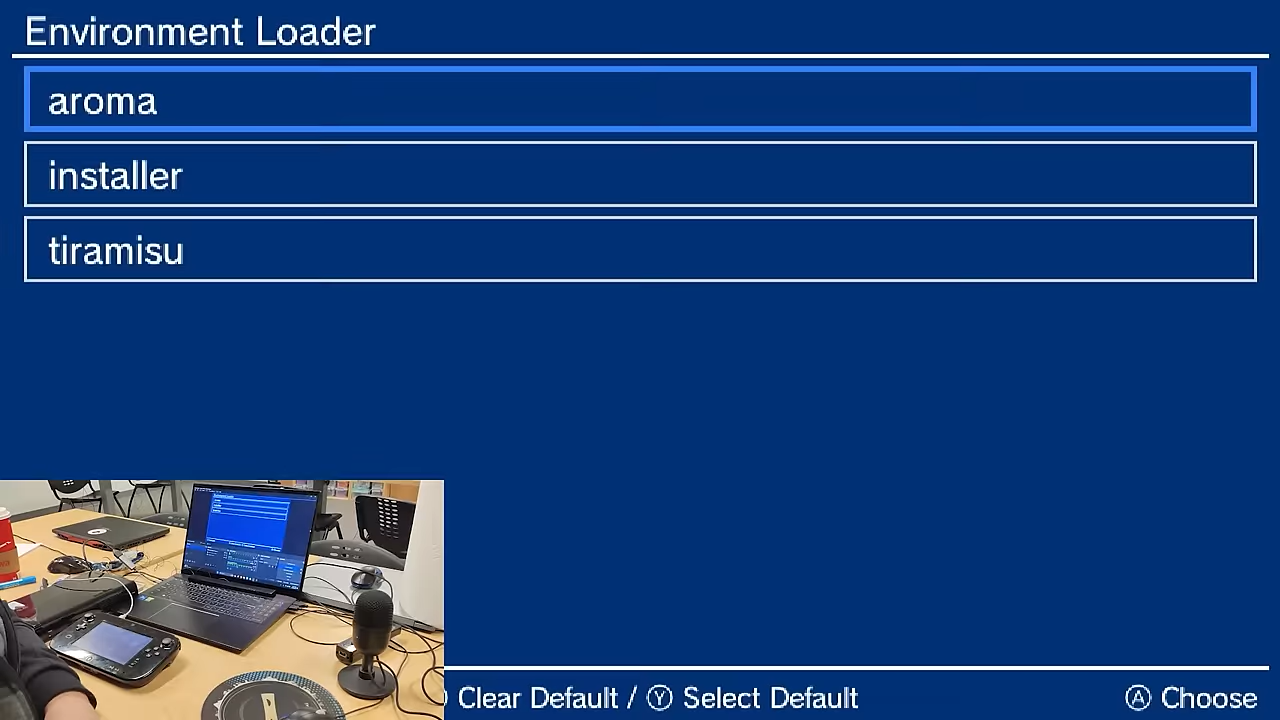 Environment Loader
aroma
installer
tiramisu
Clear Default / Ⓨ Select Default
Ⓐ Choose